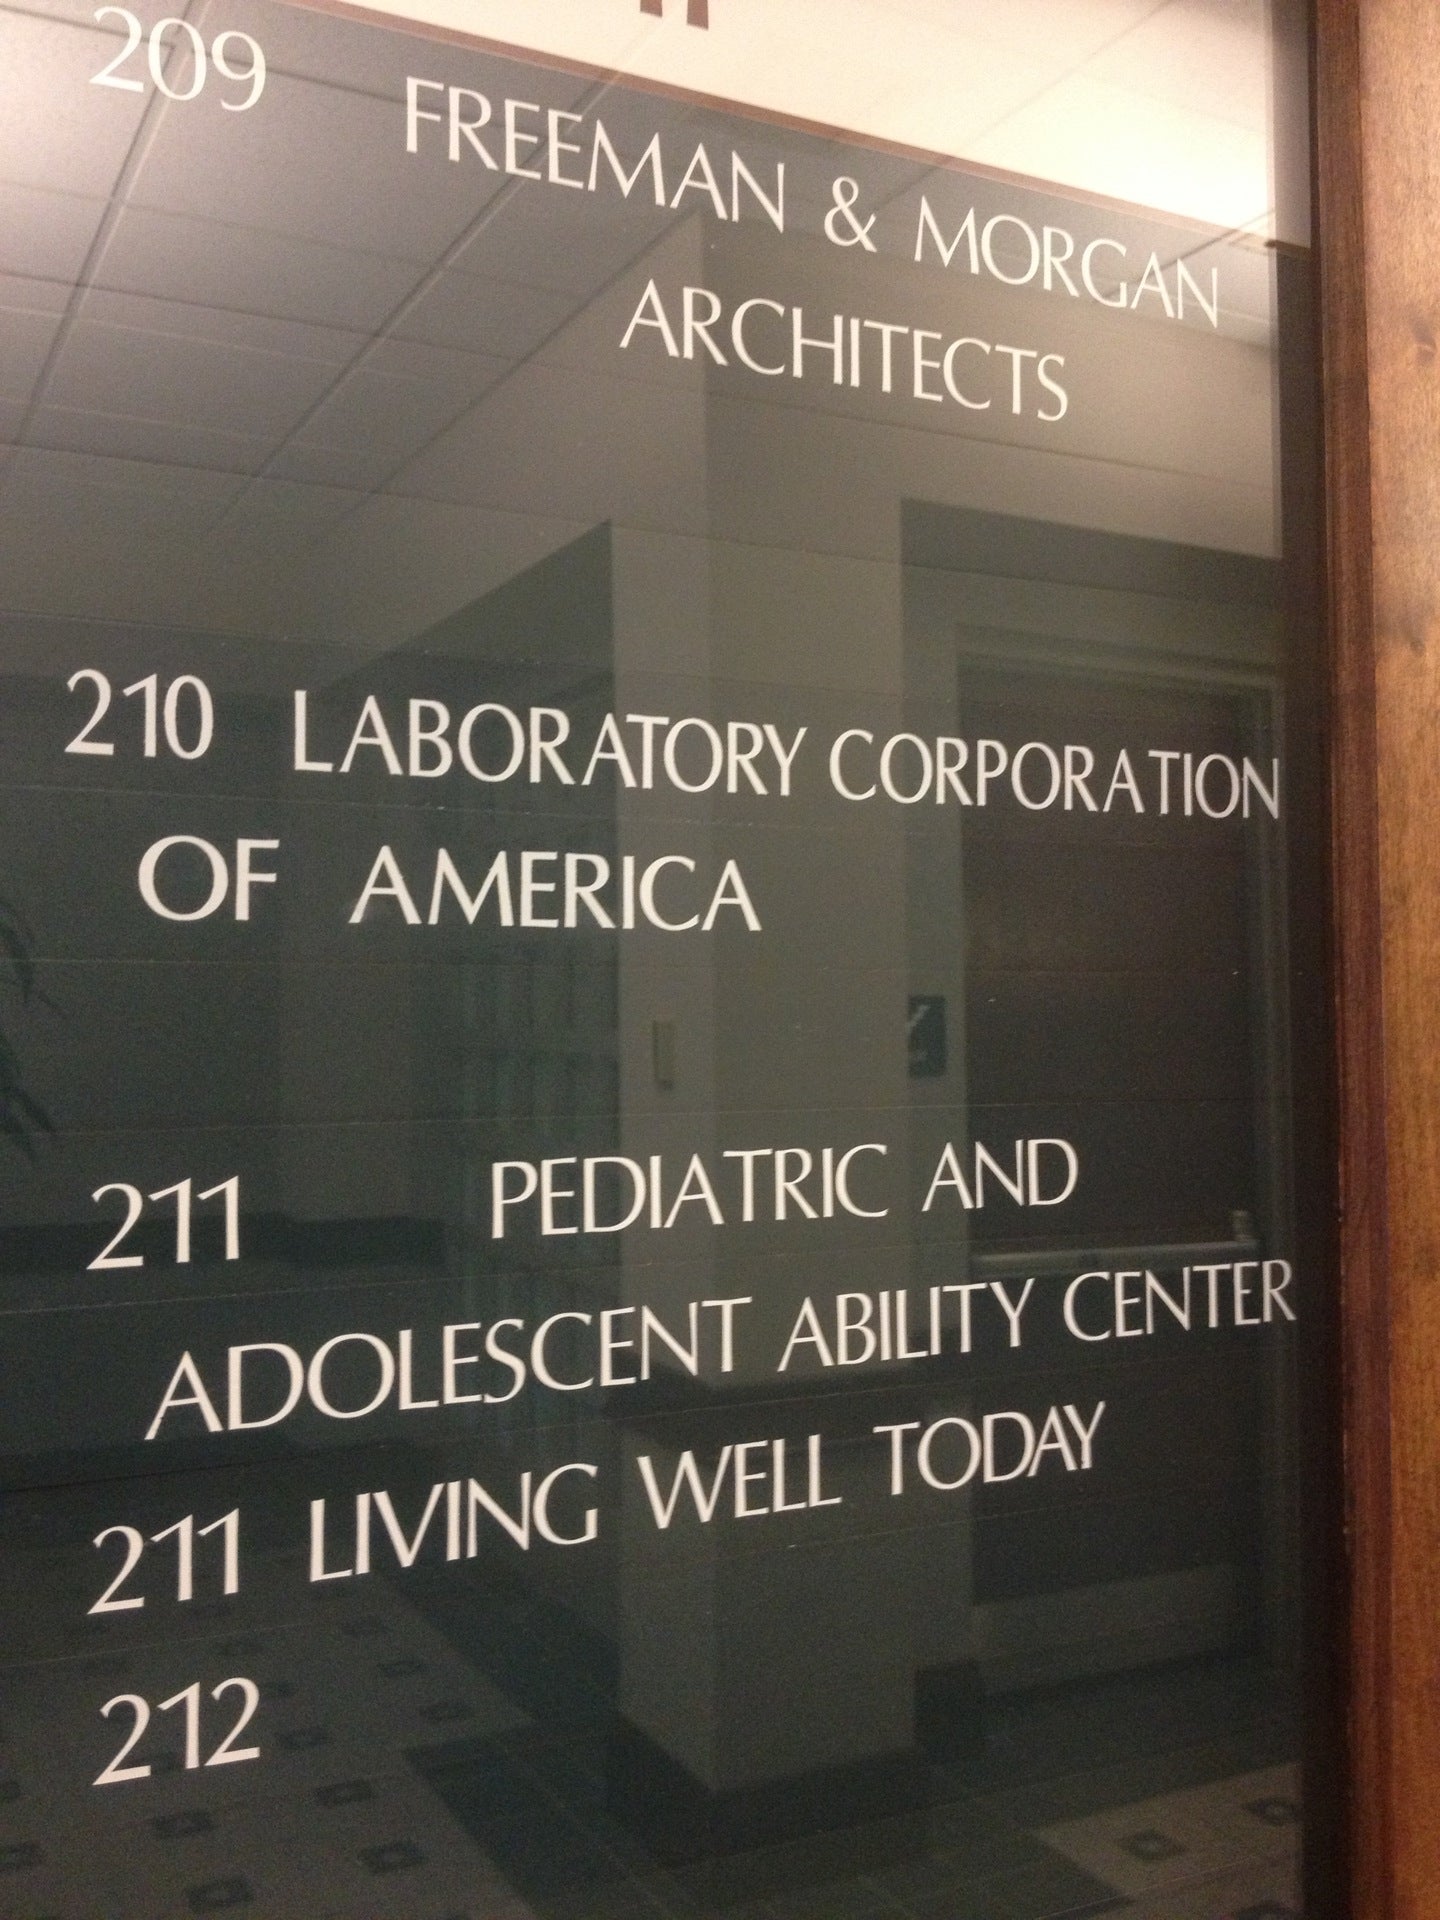 209 FREEMAN & MORGAN
ARCHITECTS
210 LABORATORY CORPORATION
OF AMERICA
211 PEDIATRIC AND
ADOLESCENT ABILITY CENTER
211 LIVING WELL TODAY
212